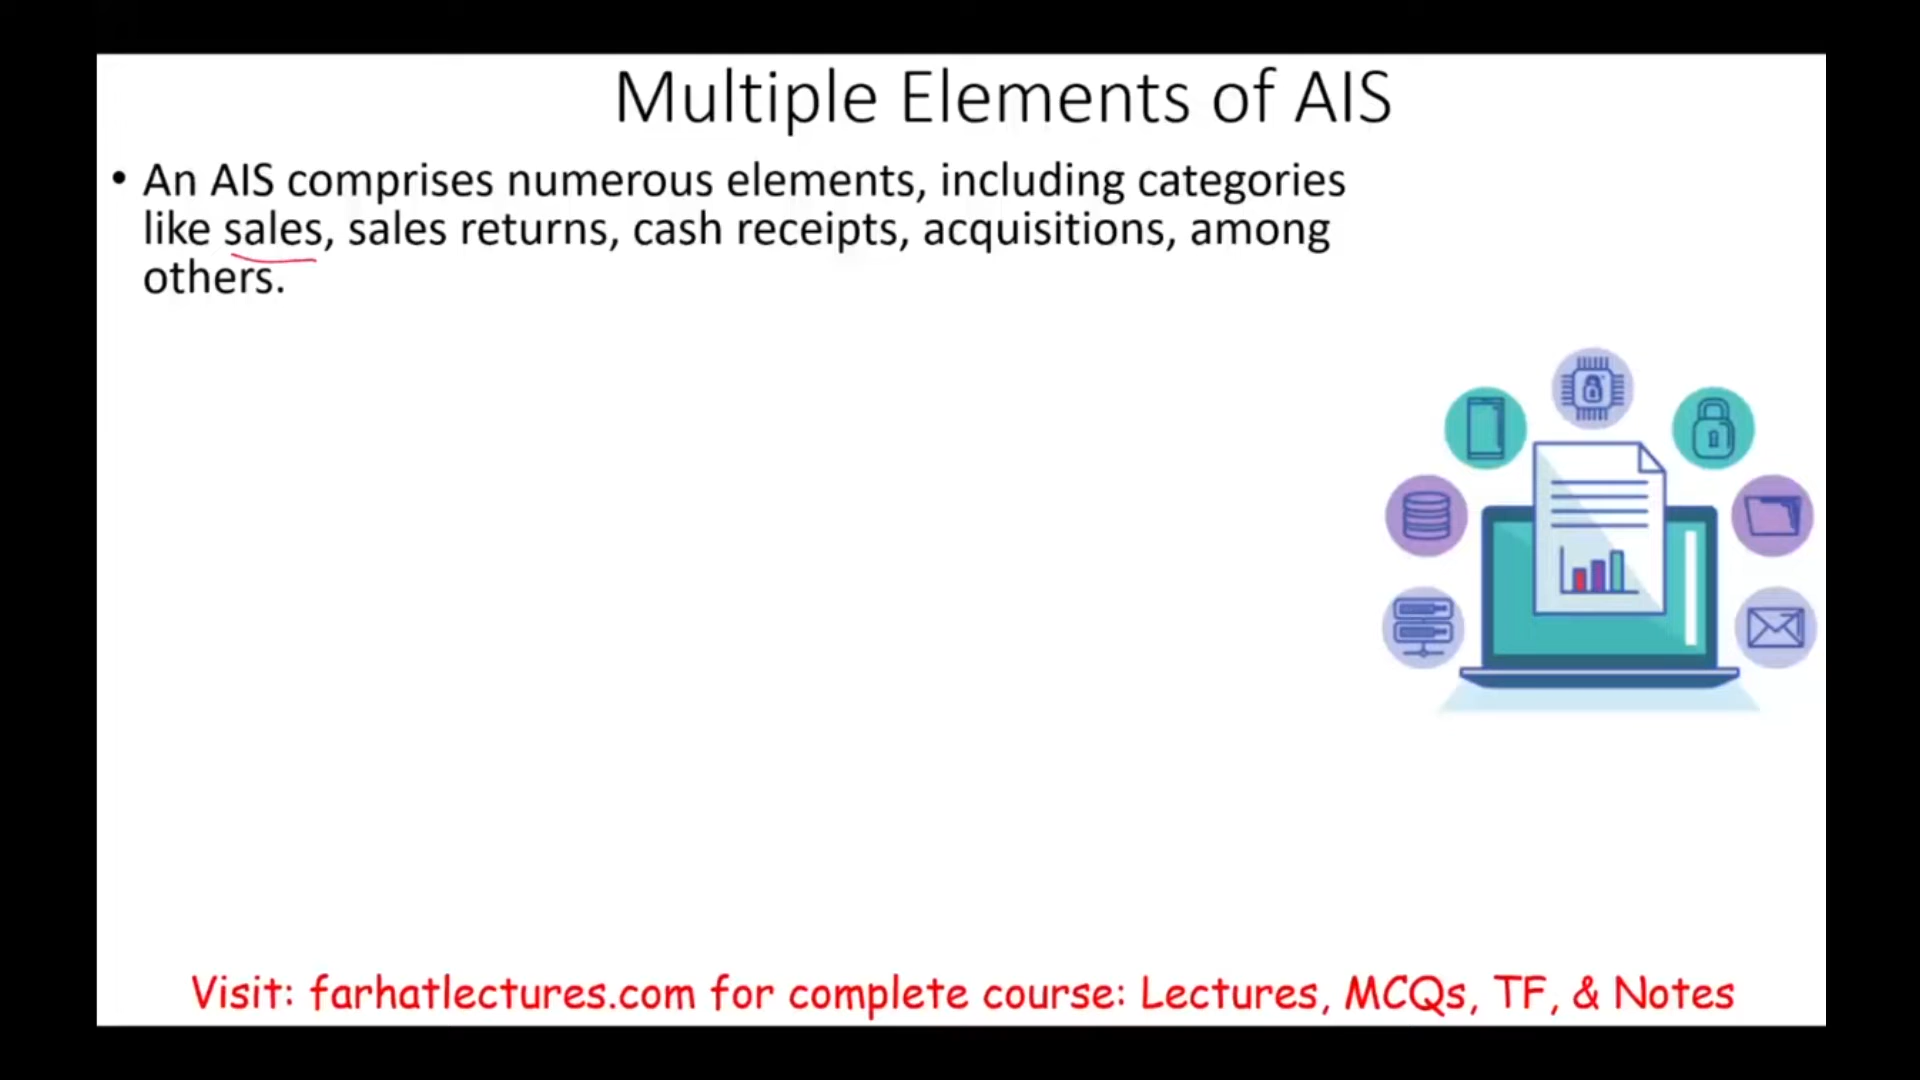 Multiple Elements of AIS
• An AIS comprises numerous elements, including categories
like sales, sales returns, cash receipts, acquisitions, among
others.
Visit: farhatlectures.com for complete course: Lectures, MCQs, TF, & Notes